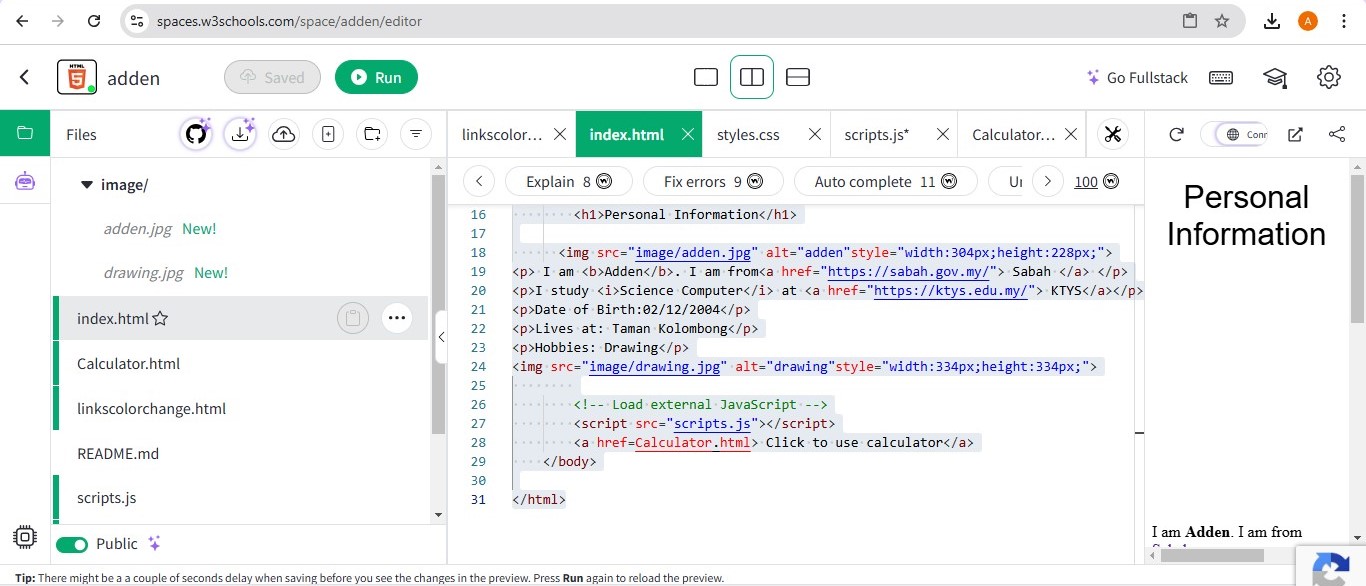 spaces.w3schools.com/space/adden/editor
A
HTML
5
adden
Saved
Run
Go Fullstack
Files
linkscolor...
index.html
styles.css
scripts.js*
Calculator...
Conn
image/
adden.jpg New!
drawing.jpg New!
index.html
Calculator.html
linkscolorchange.html
README.md
scripts.js
Public
Explain 8
Fix errors 9
Auto complete 11
100
16 <h1>Personal Information</h1>
17
18 <img src="image/adden.jpg" alt="adden"style="width:304px;height:228px;">
19 <p> I am <b>Adden</b>. I am from<a href="https://sabah.gov.my/"> Sabah </a> </p>
20 <p>I study <i>Science Computer</i> at <a href="https://ktys.edu.my/"> KTYS</a></p>
21 <p>Date of Birth:02/12/2004</p>
22 <p>Lives at: Taman Kolombong</p>
23 <p>Hobbies: Drawing</p>
24 <img src="image/drawing.jpg" alt="drawing"style="width:334px;height:334px;">
25
26 <!-- Load external JavaScript -->
27 <script src="scripts.js"></script>
28 <a href=Calculator.html> Click to use calculator</a>
29 </body>
30
31 </html>
Personal
Information
I am Adden. I am from
Tip: There might be a a couple of seconds delay when saving before you see the changes in the preview. Press Run again to reload the preview.